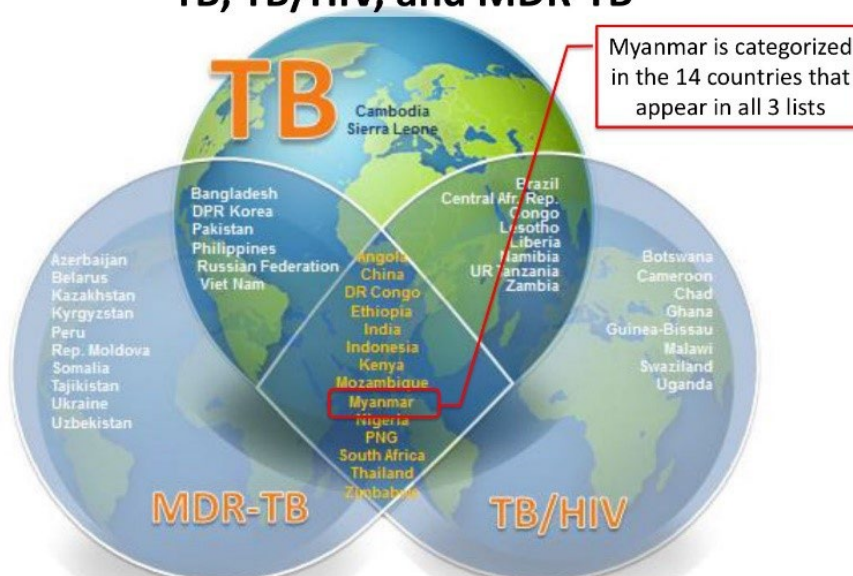 TB, TB/HIV, and MDR-TB
Myanmar is categorized
in the 14 countries that
appear in all 3 lists
TB
Cambodia
Sierra Leone
Bangladesh
DPR Korea
Pakistan
Philippines
Russian Federation
Viet Nam
Brazil
Central Afr. Rep.
Congo
Lesotho
Liberia
Namibia
UR Tanzania
Zambia
Azerbaijan
Belarus
Kazakhstan
Kyrgyzstan
Peru
Rep. Moldova
Somalia
Tajikistan
Ukraine
Uzbekistan
Angola
China
DR Congo
Ethiopia
India
Indonesia
Kenya
Mozambique
Myanmar
Nigeria
PNG
South Africa
Thailand
Zimbabwe
Botswana
Cameroon
Chad
Ghana
Guinea-Bissau
Malawi
Swaziland
Uganda
MDR-TB
TB/HIV